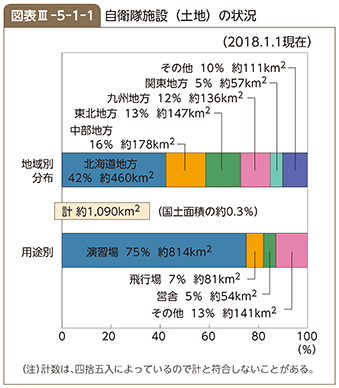 図表Ⅲ-5-1-1 自衛隊施設（土地）の状況
（2018.1.1現在）
その他 10% 約111km²
関東地方 5% 約57km²
九州地方 12% 約136km²
東北地方 13% 約147km²
中部地方
16% 約178km²
地域別
分布
北海道地方
42% 約460km²
計 約1,090km² （国土面積の約0.3%）
用途別
演習場 75% 約814km²
飛行場 7% 約81km²
営舎 5% 約54km²
その他 13% 約141km²
0 20 40 60 80 100
(%)
（注）計数は、四捨五入によっているので計と符合しないことがある。